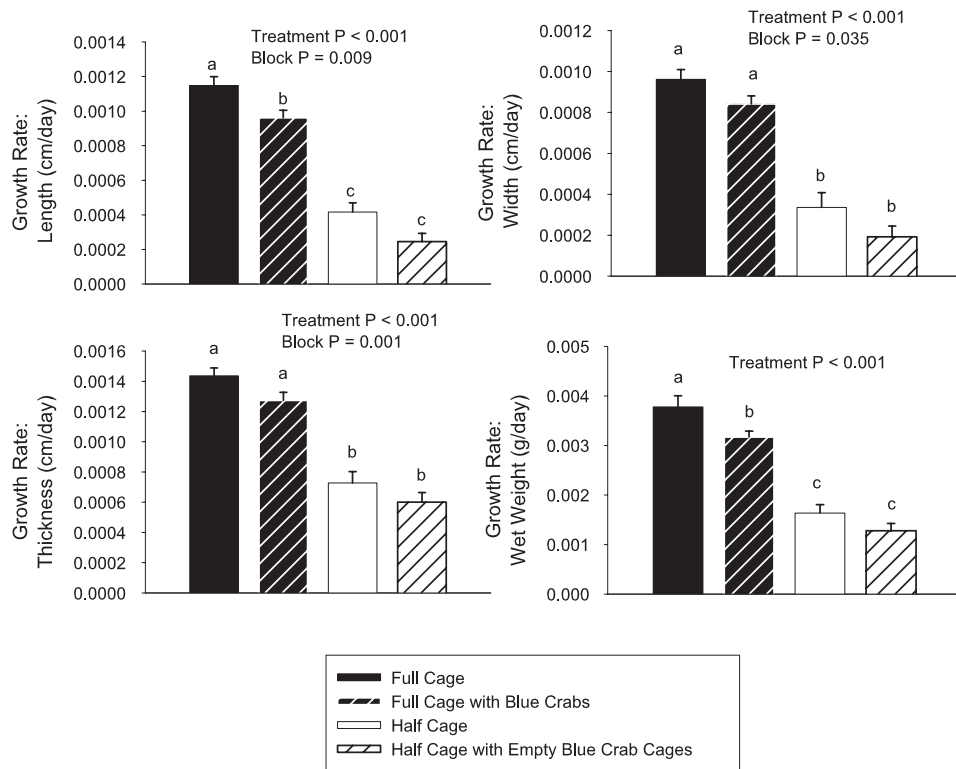 Treatment P < 0.001
Block P = 0.009
Growth Rate:
Length (cm/day)
0.0014
0.0012
0.0010
0.0008
0.0006
0.0004
0.0002
0.0000
a
b
c
c
Treatment P < 0.001
Block P = 0.035
Growth Rate:
Width (cm/day)
0.0012
0.0010
0.0008
0.0006
0.0004
0.0002
0.0000
a
a
b
b
Treatment P < 0.001
Block P = 0.001
Growth Rate:
Thickness (cm/day)
0.0016
0.0014
0.0012
0.0010
0.0008
0.0006
0.0004
0.0002
0.0000
a
a
b
b
Treatment P < 0.001
Growth Rate:
Wet Weight (g/day)
0.005
0.004
0.003
0.002
0.001
0.000
a
b
c
c
Full Cage
Full Cage with Blue Crabs
Half Cage
Half Cage with Empty Blue Crab Cages